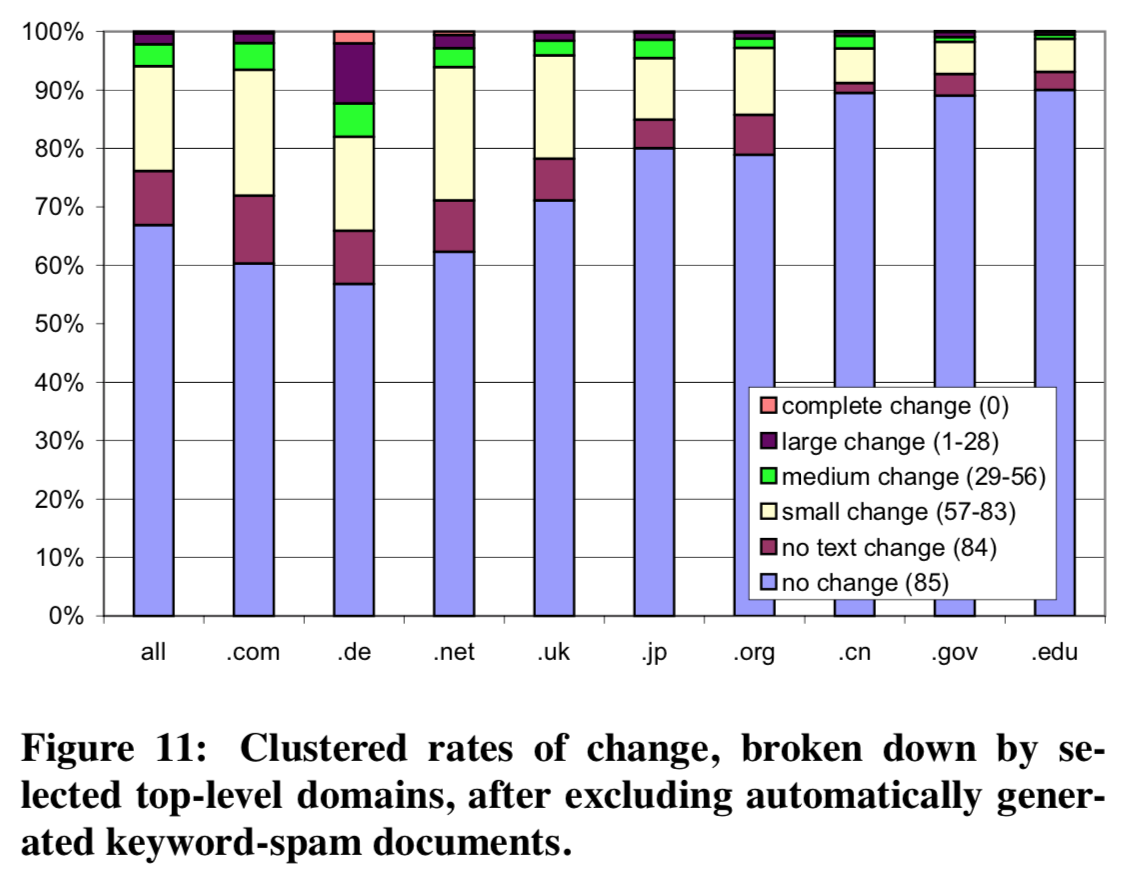 100%
90%
80%
70%
60%
50%
40%
30%
20%
10%
0%
complete change (0)
large change (1-28)
medium change (29-56)
small change (57-83)
no text change (84)
no change (85)
all .com .de .net .uk .jp .org .cn .gov .edu
Figure 11: Clustered rates of change, broken down by se-
lected top-level domains, after excluding automatically gener-
ated keyword-spam documents.